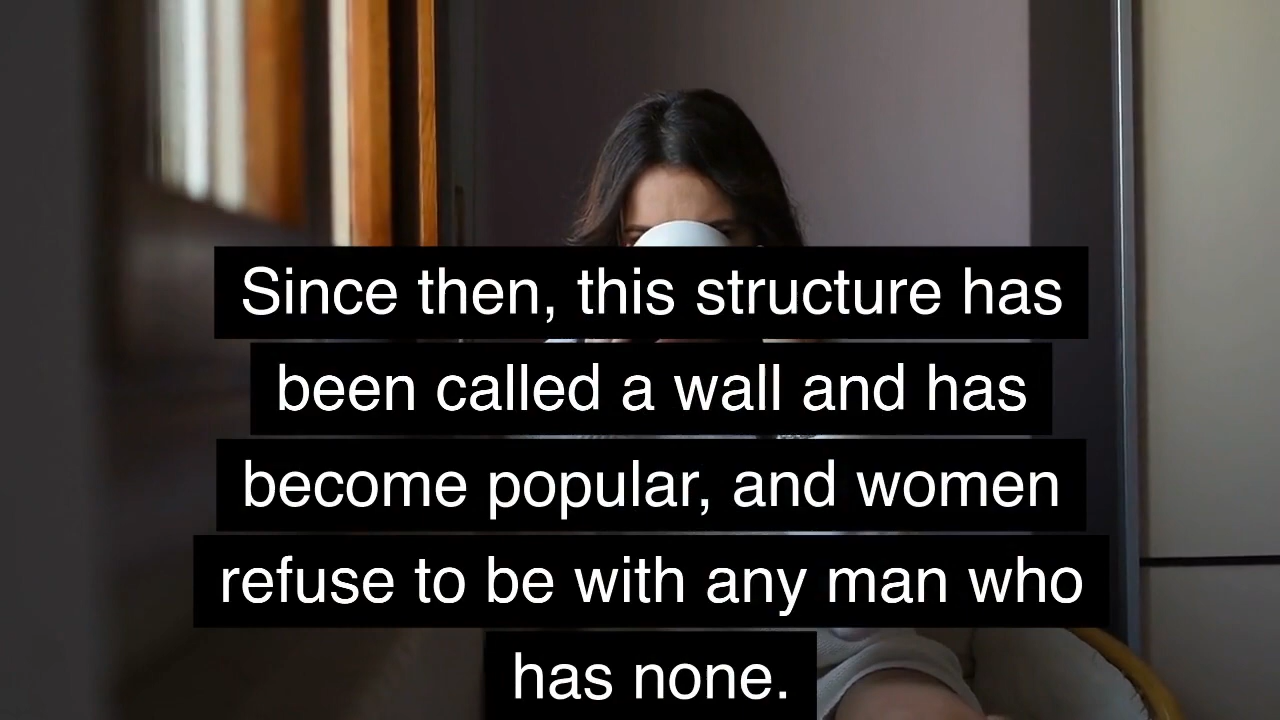 Since then, this structure has
been called a wall and has
become popular, and women
refuse to be with any man who
has none.